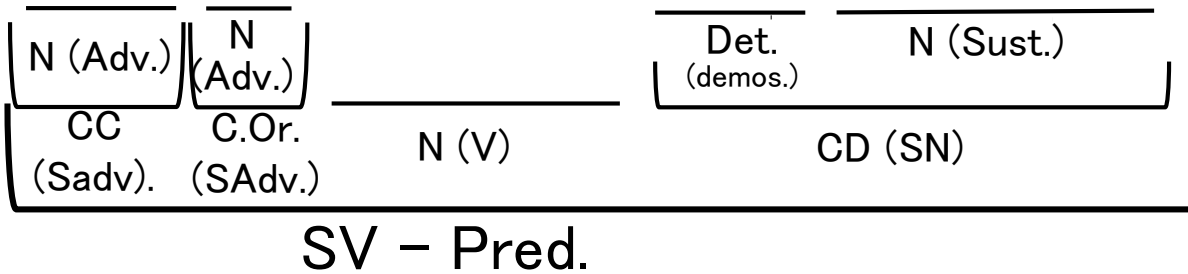 N (Adv.) N (Adv.) Det. (demos.) N (Sust.)
CC (Sadv). C.Or. (SAdv.) N (V) CD (SN)
SV - Pred.